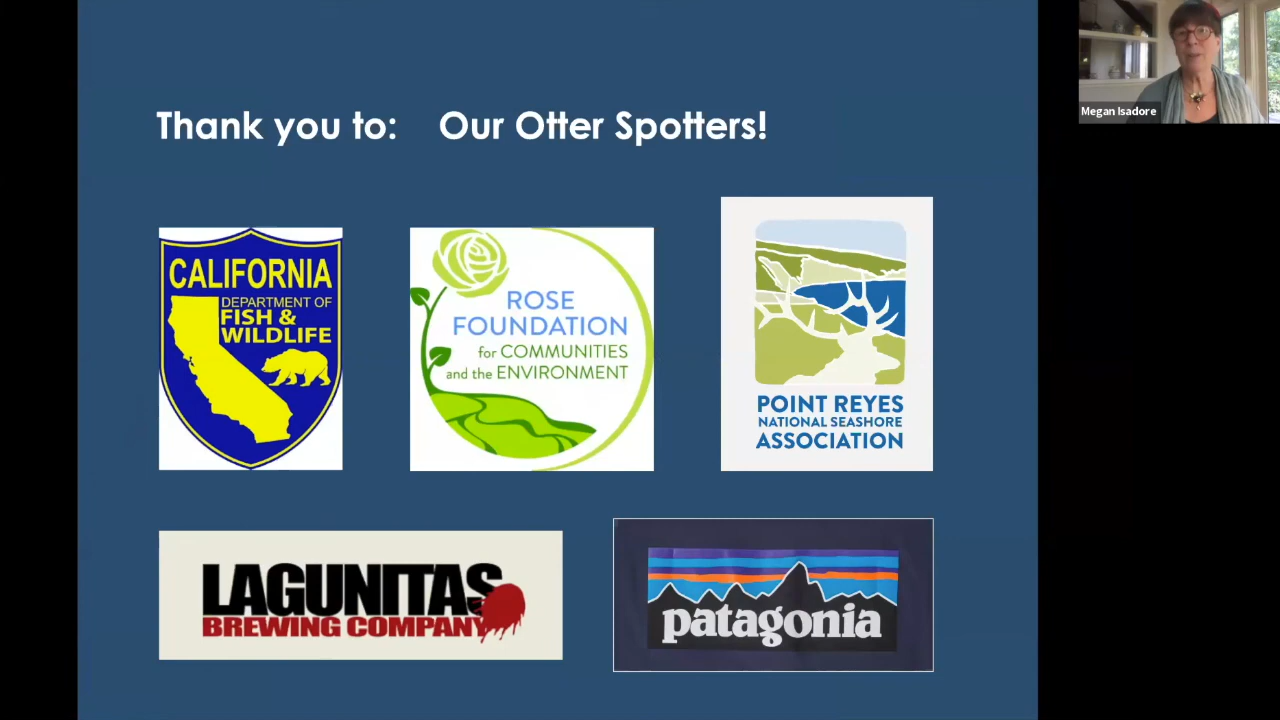 Thank you to: Our Otter Spotters!
Megan Isadore
CALIFORNIA
DEPARTMENT OF
FISH &
WILDLIFE
ROSE
FOUNDATION
for COMMUNITIES
and the ENVIRONMENT
POINT REYES
NATIONAL SEASHORE
ASSOCIATION
LAGUNITAS
BREWING COMPANY
patagonia